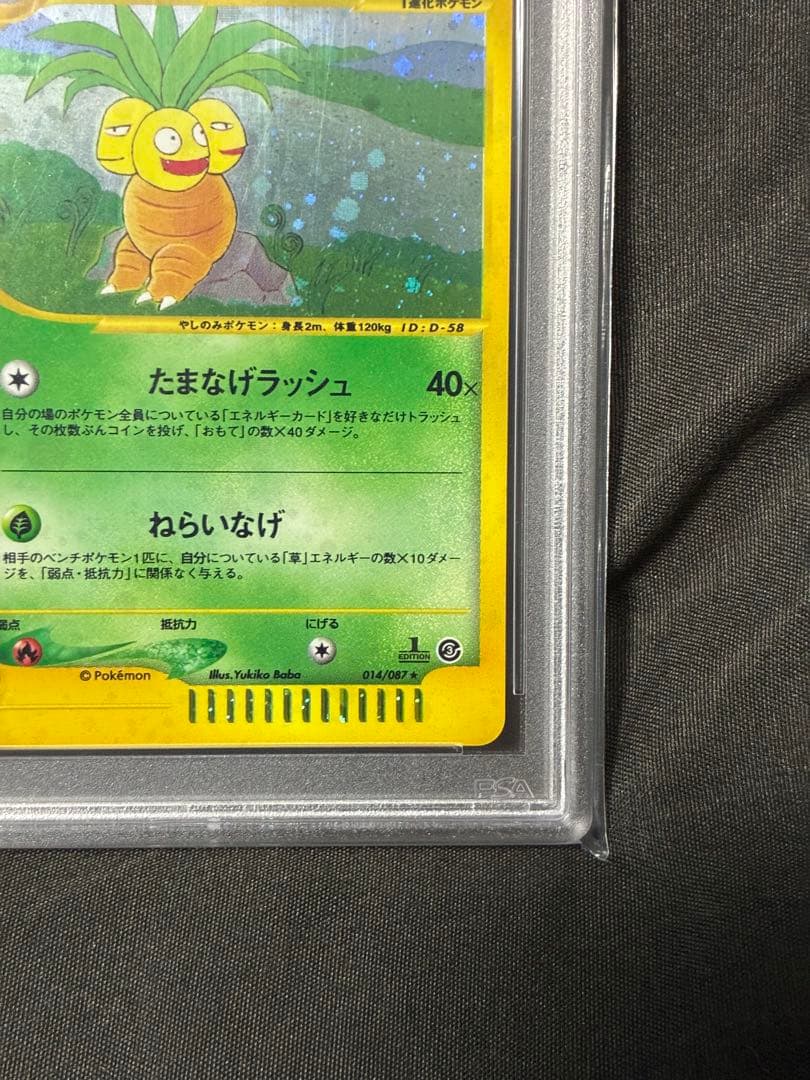 1進化ポケモン
やしのみポケモン：身長2m、体重120kg ID：D-58
たまなげラッシュ 40×
自分の場のポケモン全員についている「エネルギーカード」を好きなだけトラッシュ
し、その枚数ぶんコインを投げ、「おもて」の数×40ダメージ。
ねらいなげ
相手のベンチポケモン1匹に、自分についている「草」エネルギーの数×10ダメー
ジを、「弱点・抵抗力」に関係なく与える。
弱点 抵抗力 にげる
1 EDITION 3
© Pokémon Illus.Yukiko Baba 014/087★
PSA